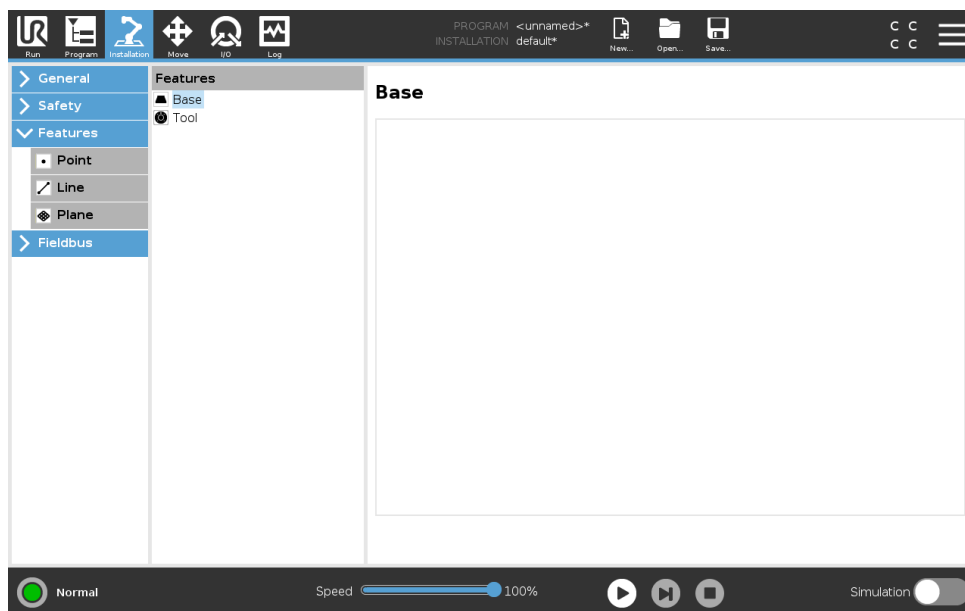 UR
Run
Program
Installation
Move
I/O
Log
PROGRAM <unnamed>*
INSTALLATION default*
New...
Open...
Save...
C C
C C
General
Safety
Features
Point
Line
Plane
Fieldbus
Features
Base
Tool
Base
Normal
Speed
100%
Simulation